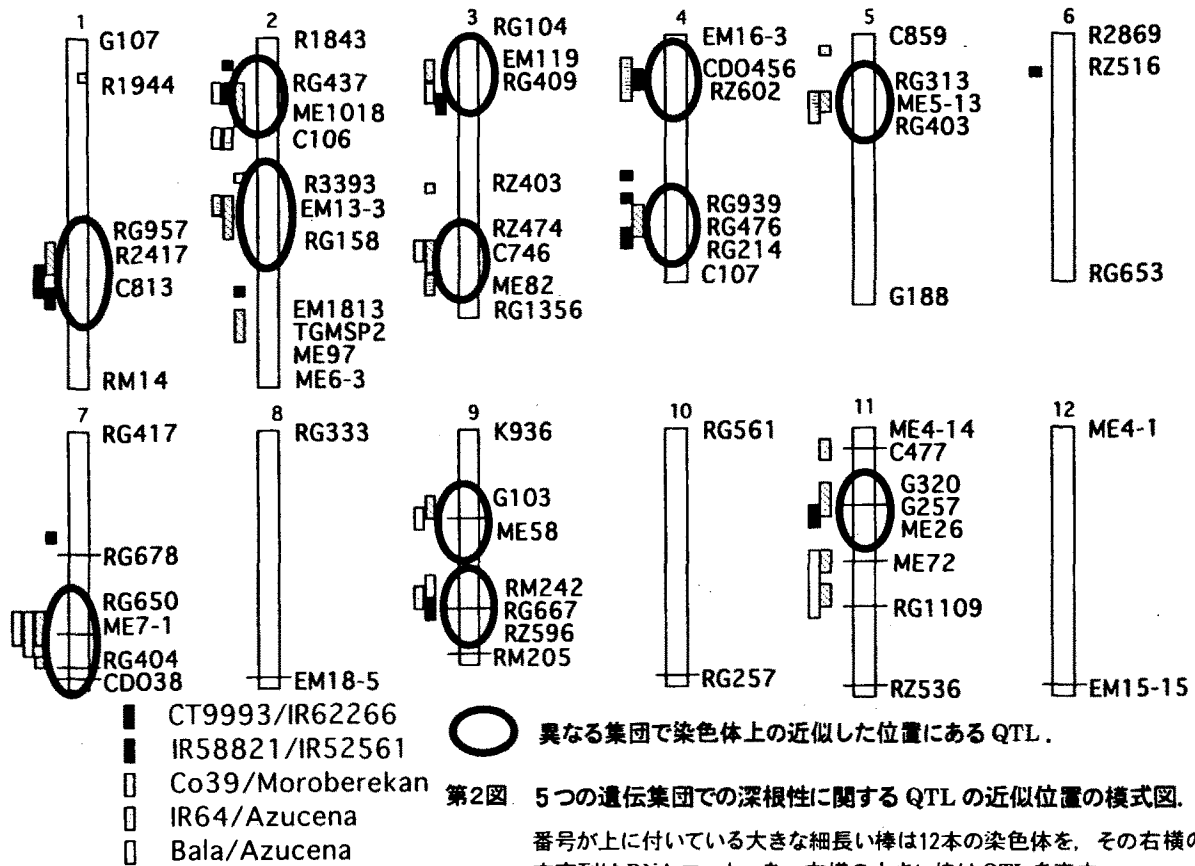 1
G107
R1944
RG957
R2417
C813
RM14
2
R1843
RG437
ME1018
C106
R3393
EM13-3
RG158
EM1813
TGMSP2
ME97
ME6-3
3
RG104
EM119
RG409
RZ403
RZ474
C746
ME82
RG1356
4
EM16-3
CDO456
RZ602
RG939
RG476
RG214
C107
5
C859
RG313
ME5-13
RG403
G188
6
R2869
RZ516
RG653
7
RG417
RG678
RG650
ME7-1
RG404
CDO38
8
RG333
EM18-5
9
K936
G103
ME58
RM242
RG667
RZ596
RM205
10
RG561
RG257
11
ME4-14
C477
G320
G257
ME26
ME72
RG1109
RZ536
12
ME4-1
EM15-15
CT9993/IR62266
IR58821/IR52561
Co39/Moroberekan
IR64/Azucena
Bala/Azucena
異なる集団で染色体上の近似した位置にあるQTL.
第2図 5つの遺伝集団での深根性に関するQTLの近似位置の模式図.
番号が上に付いている大きな細長い棒は12本の染色体を,その右横の